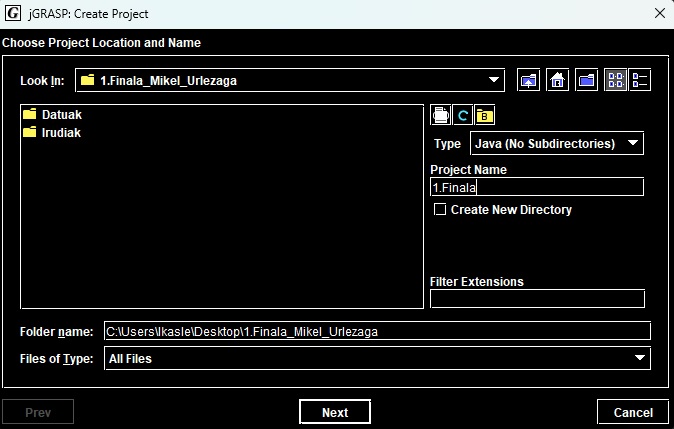 G jGRASP: Create Project
Choose Project Location and Name
Look In: 1.Finala_Mikel_Urlezaga
Datuak
Irudiak
C B
Type Java (No Subdirectories)
Project Name
1.Finala
Create New Directory
Filter Extensions
Folder name: C:\Users\Ikasle\Desktop\1.Finala_Mikel_Urlezaga
Files of Type: All Files
Prev Next Cancel